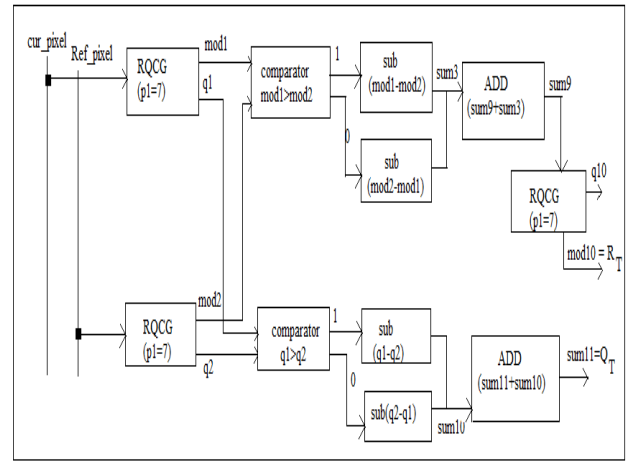 cur_pixel
Ref_pixel
RQCG
(p1=7)
mod1
q1
comparator
mod1>mod2
1
0
sub
(mod1-mod2)
sub
(mod2-mod1)
sum3
ADD
(sum9+sum3)
sum9
RQCG
(p1=7)
q10
mod10 = R_T
RQCG
(p1=7)
mod2
q2
comparator
q1>q2
1
0
sub
(q1-q2)
sub(q2-q1)
sum10
ADD
(sum11+sum10)
sum11=Q_T